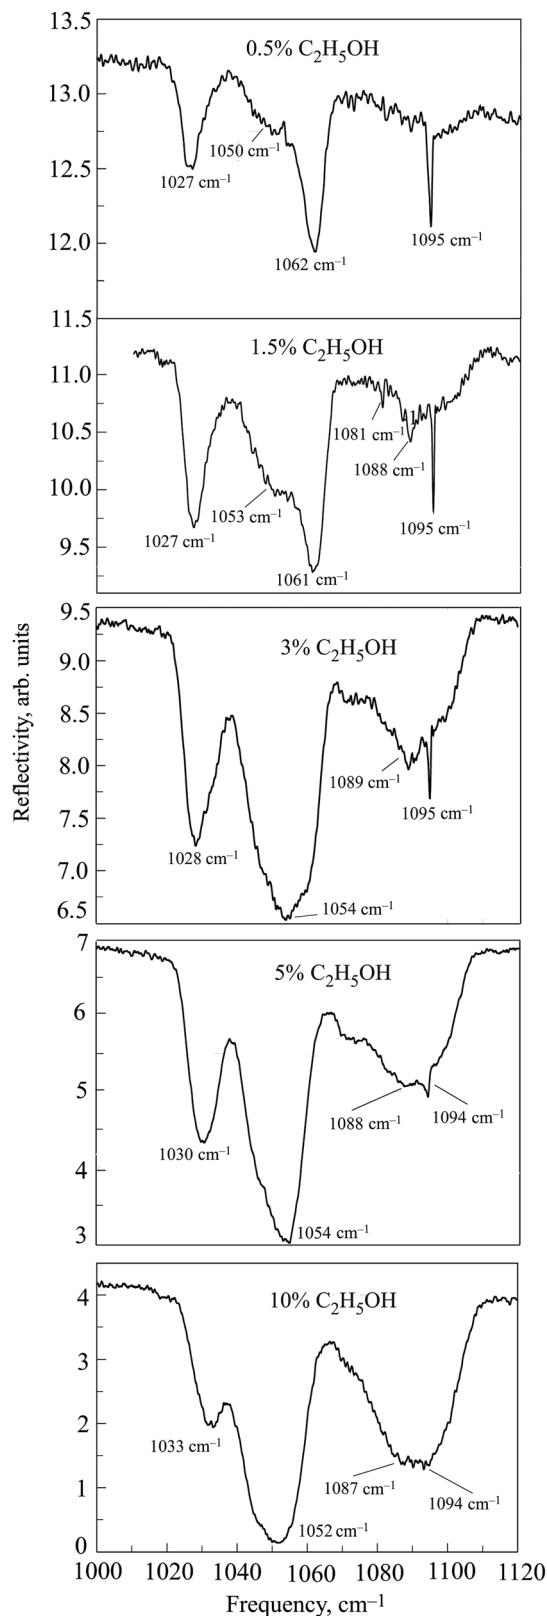 13.5
0.5% C₂H₅OH
13.0
1050 cm⁻¹
12.5
1027 cm⁻¹
12.0
1095 cm⁻¹
1062 cm⁻¹
11.5
1.5% C₂H₅OH
11.0
1081 cm⁻¹
10.5
1088 cm⁻¹
10.0
1053 cm⁻¹
1095 cm⁻¹
1027 cm⁻¹
9.5
1061 cm⁻¹
Reflectivity, arb. units
9.5
3% C₂H₅OH
9.0
8.5
8.0
1089 cm⁻¹
1095 cm⁻¹
7.5
1028 cm⁻¹
7.0
1054 cm⁻¹
6.5
7
5% C₂H₅OH
6
5
1088 cm⁻¹
1094 cm⁻¹
1030 cm⁻¹
4
1054 cm⁻¹
3
10% C₂H₅OH
4
3
2
1033 cm⁻¹
1087 cm⁻¹
1094 cm⁻¹
1
1052 cm⁻¹
0
1000 1020 1040 1060 1080 1100 1120
Frequency, cm⁻¹